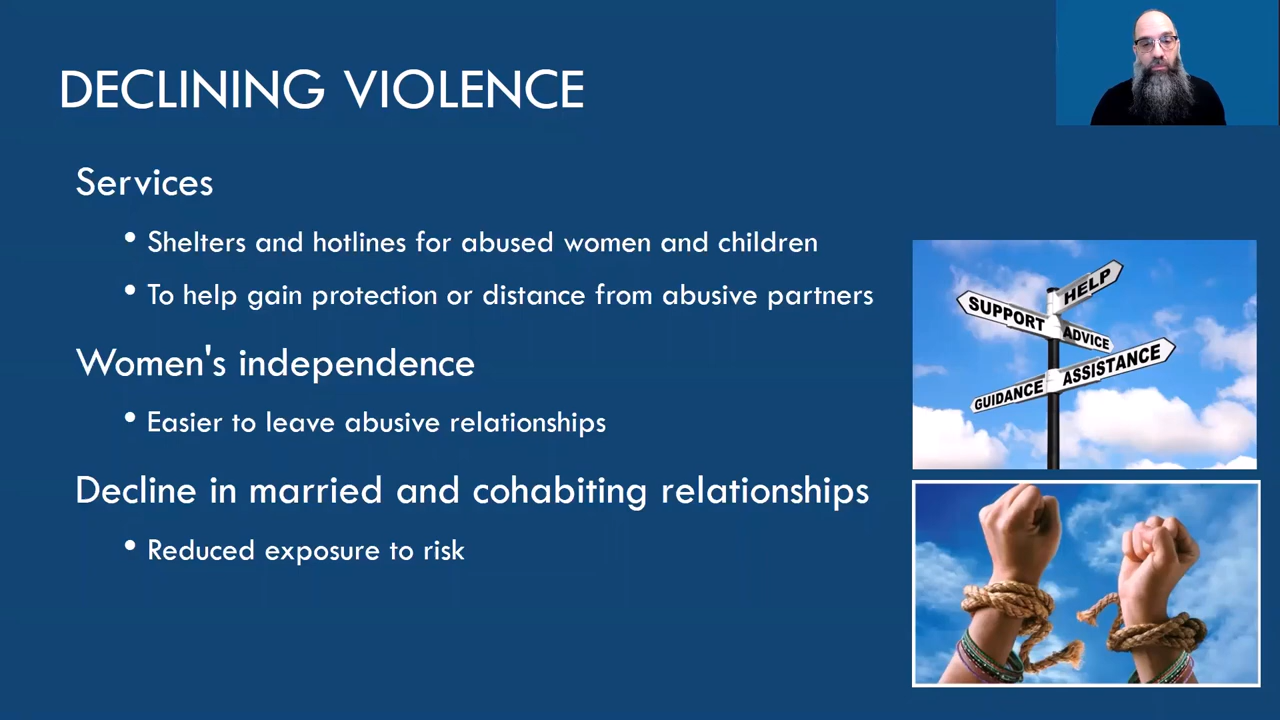 DECLINING VIOLENCE
Services
• Shelters and hotlines for abused women and children
• To help gain protection or distance from abusive partners
Women's independence
• Easier to leave abusive relationships
Decline in married and cohabiting relationships
• Reduced exposure to risk
HELP
SUPPORT
ADVICE
ASSISTANCE
GUIDANCE